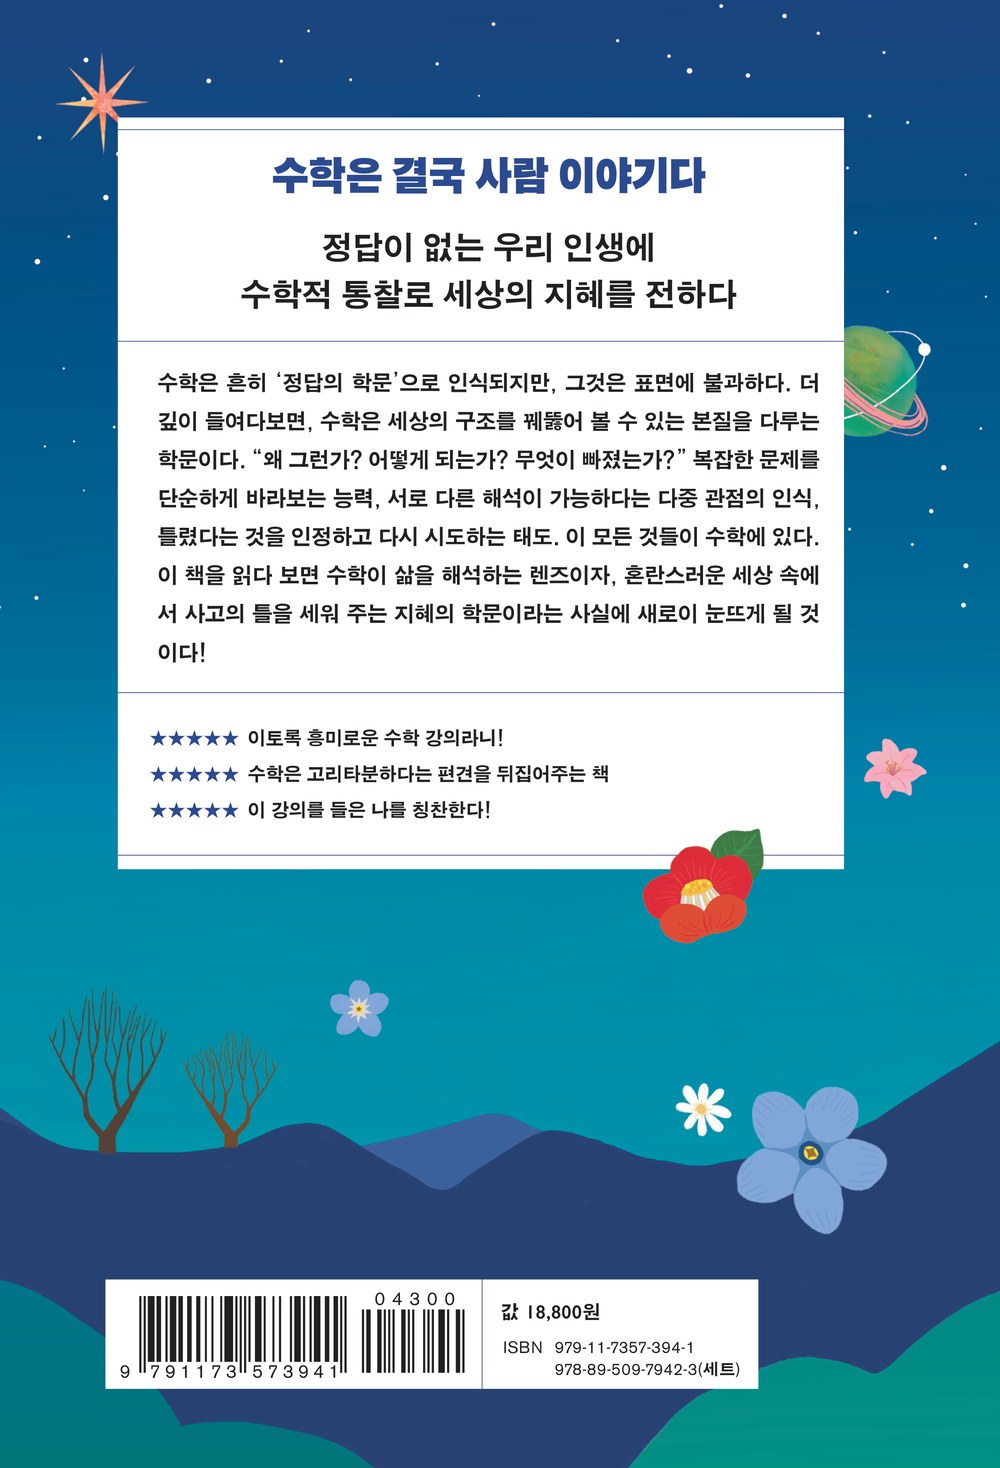 수학은 결국 사람 이야기다
정답이 없는 우리 인생에
수학적 통찰로 세상의 지혜를 전하다
수학은 흔히 ‘정답의 학문’으로 인식되지만, 그것은 표면에 불과하다. 더
깊이 들여다보면, 수학은 세상의 구조를 꿰뚫어 볼 수 있는 본질을 다루는
학문이다. “왜 그런가? 어떻게 되는가? 무엇이 빠졌는가?” 복잡한 문제를
단순하게 바라보는 능력, 서로 다른 해석이 가능하다는 다중 관점의 인식,
틀렸다는 것을 인정하고 다시 시도하는 태도. 이 모든 것들이 수학에 있다.
이 책을 읽다 보면 수학이 삶을 해석하는 렌즈이자, 혼란스러운 세상 속에
서 사고의 틀을 세워 주는 지혜의 학문이라는 사실에 새로이 눈뜨게 될 것
이다!
★★★★★ 이토록 흥미로운 수학 강의라니!
★★★★★ 수학은 고리타분하다는 편견을 뒤집어주는 책
★★★★★ 이 강의를 들은 나를 칭찬한다!
04300
9 791173 573941
값 18,800원
ISBN 979-11-7357-394-1
978-89-509-7942-3(세트)